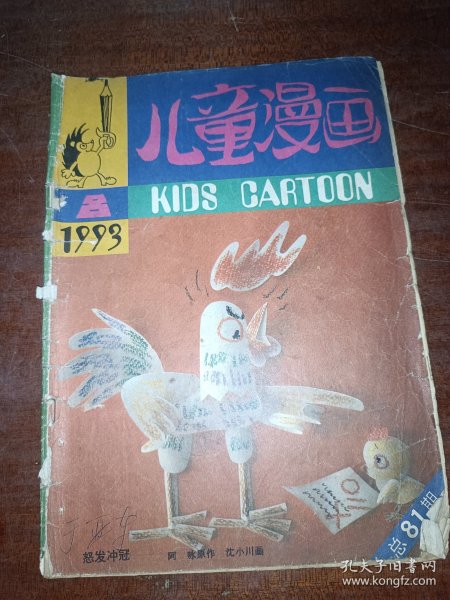 儿童漫画
KIDS CARTOON
8
1993
怒发冲冠
阿咏原作 沈小川画
总81期
孔夫子旧书网
www.kongfz.com